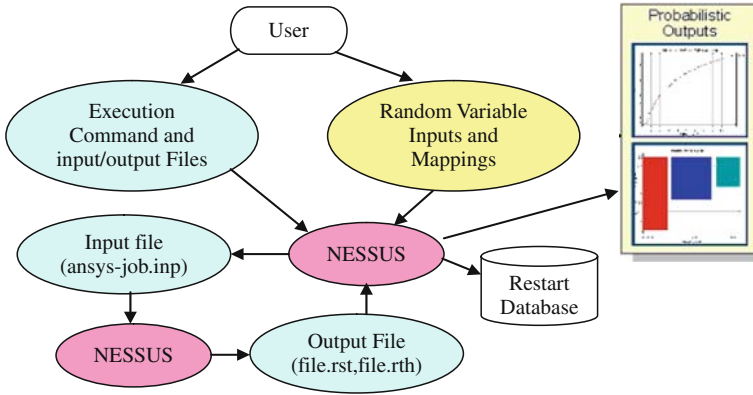 User
Probabilistic
Outputs
Execution
Command and
input/output Files
Random Variable
Inputs and
Mappings
Input file
(ansys-job.inp)
NESSUS
Restart
Database
NESSUS
Output File
(file.rst,file.rth)